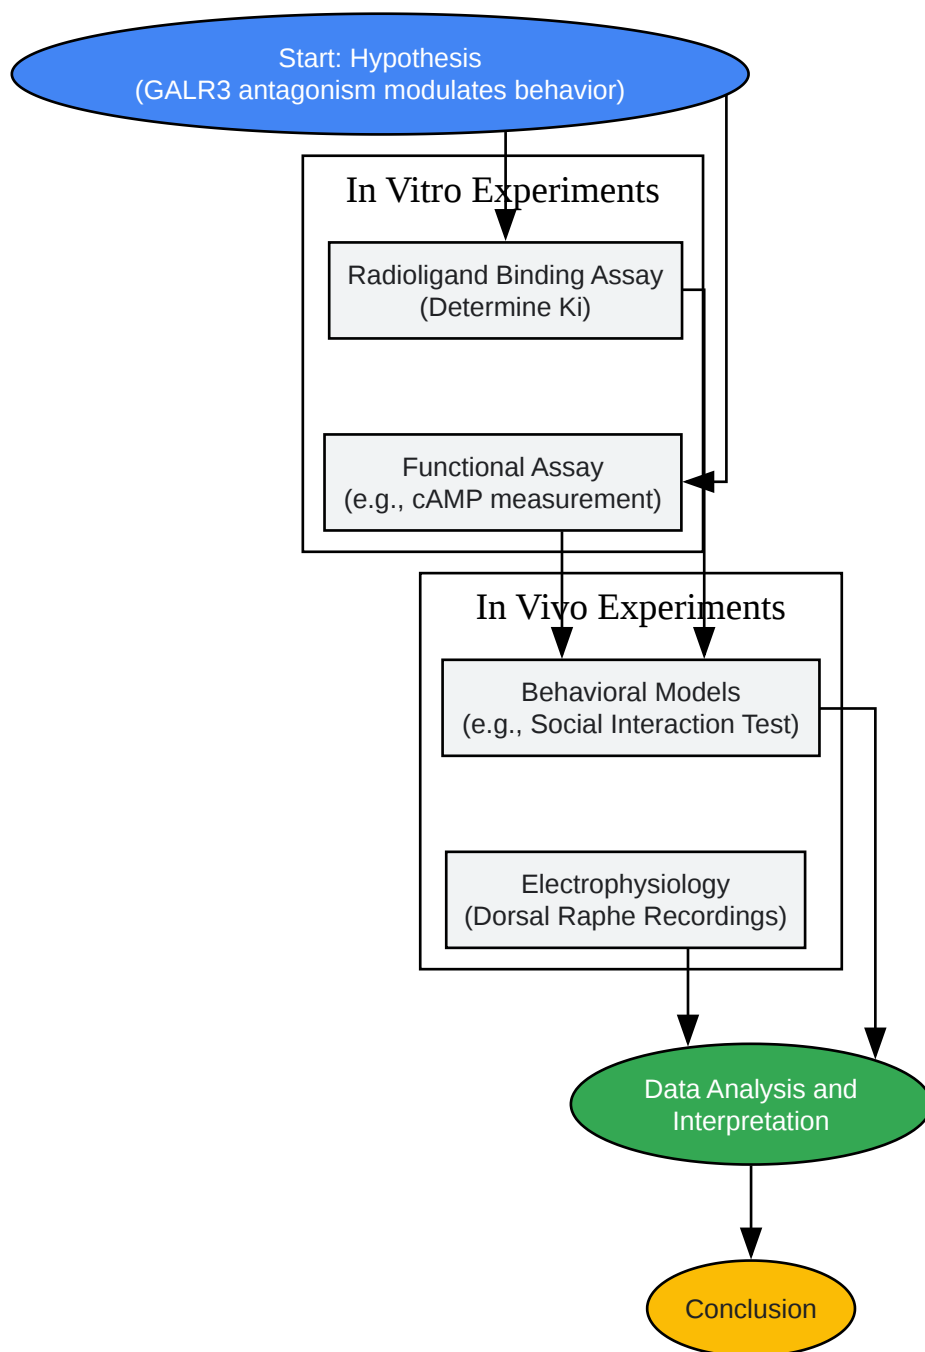 Start: Hypothesis
(GALR3 antagonism modulates behavior)
In Vitro Experiments
Radioligand Binding Assay
(Determine Ki)
Functional Assay
(e.g., cAMP measurement)
In Vivo Experiments
Behavioral Models
(e.g., Social Interaction Test)
Electrophysiology
(Dorsal Raphe Recordings)
Data Analysis and
Interpretation
Conclusion